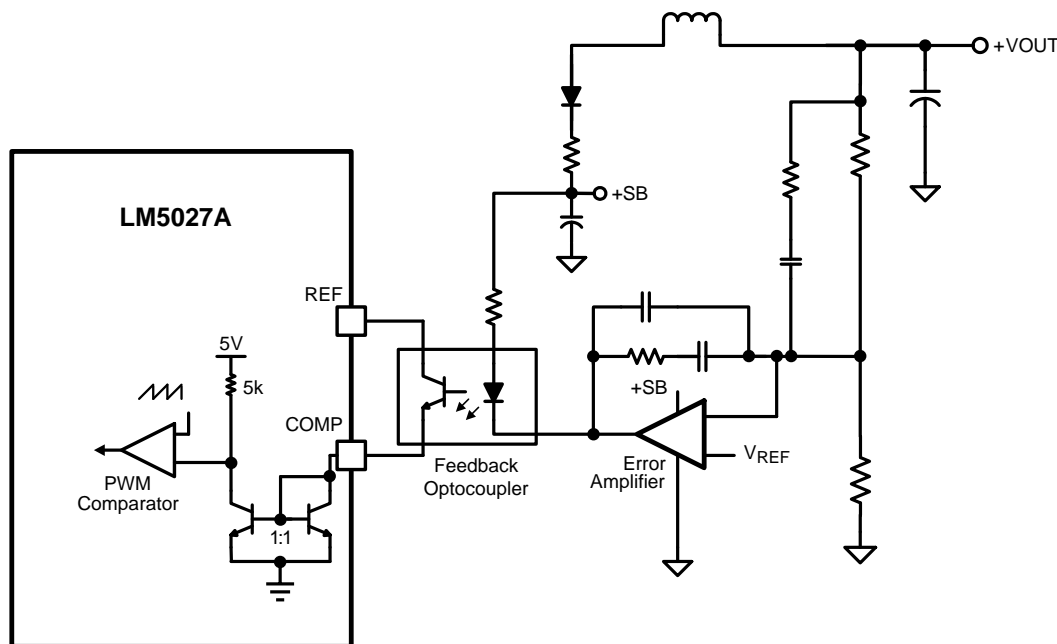 +VOUT
LM5027A
+SB
REF
5V
5k
+SB
COMP
VREF
PWM
Comparator
Feedback
Optocoupler
Error
Amplifier
1:1